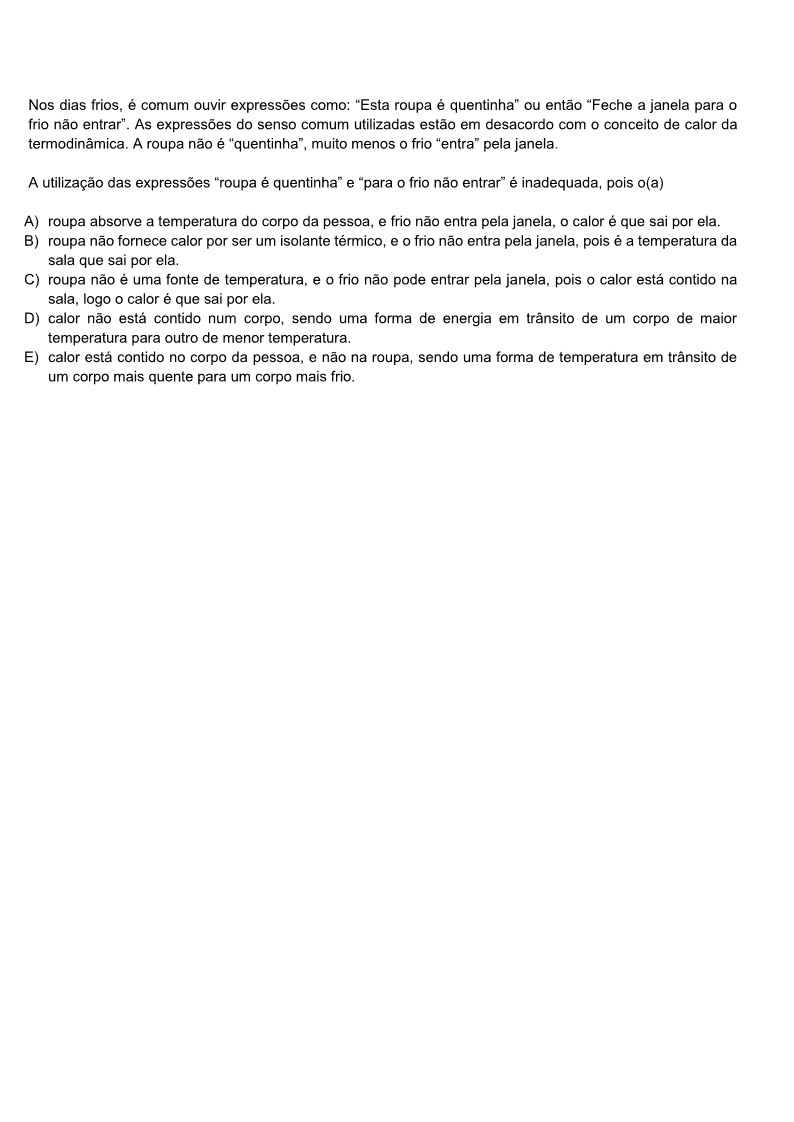 Nos dias frios, é comum ouvir expressões como: “Esta roupa é quentinha” ou então “Feche a janela para o
frio não entrar”. As expressões do senso comum utilizadas estão em desacordo com o conceito de calor da
termodinâmica. A roupa não é “quentinha”, muito menos o frio “entra” pela janela.
A utilização das expressões “roupa é quentinha” e “para o frio não entrar” é inadequada, pois o(a)
A) roupa absorve a temperatura do corpo da pessoa, e frio não entra pela janela, o calor é que sai por ela.
B) roupa não fornece calor por ser um isolante térmico, e o frio não entra pela janela, pois é a temperatura da
sala que sai por ela.
C) roupa não é uma fonte de temperatura, e o frio não pode entrar pela janela, pois o calor está contido na
sala, logo o calor é que sai por ela.
D) calor não está contido num corpo, sendo uma forma de energia em trânsito de um corpo de maior
temperatura para outro de menor temperatura.
E) calor está contido no corpo da pessoa, e não na roupa, sendo uma forma de temperatura em trânsito de
um corpo mais quente para um corpo mais frio.